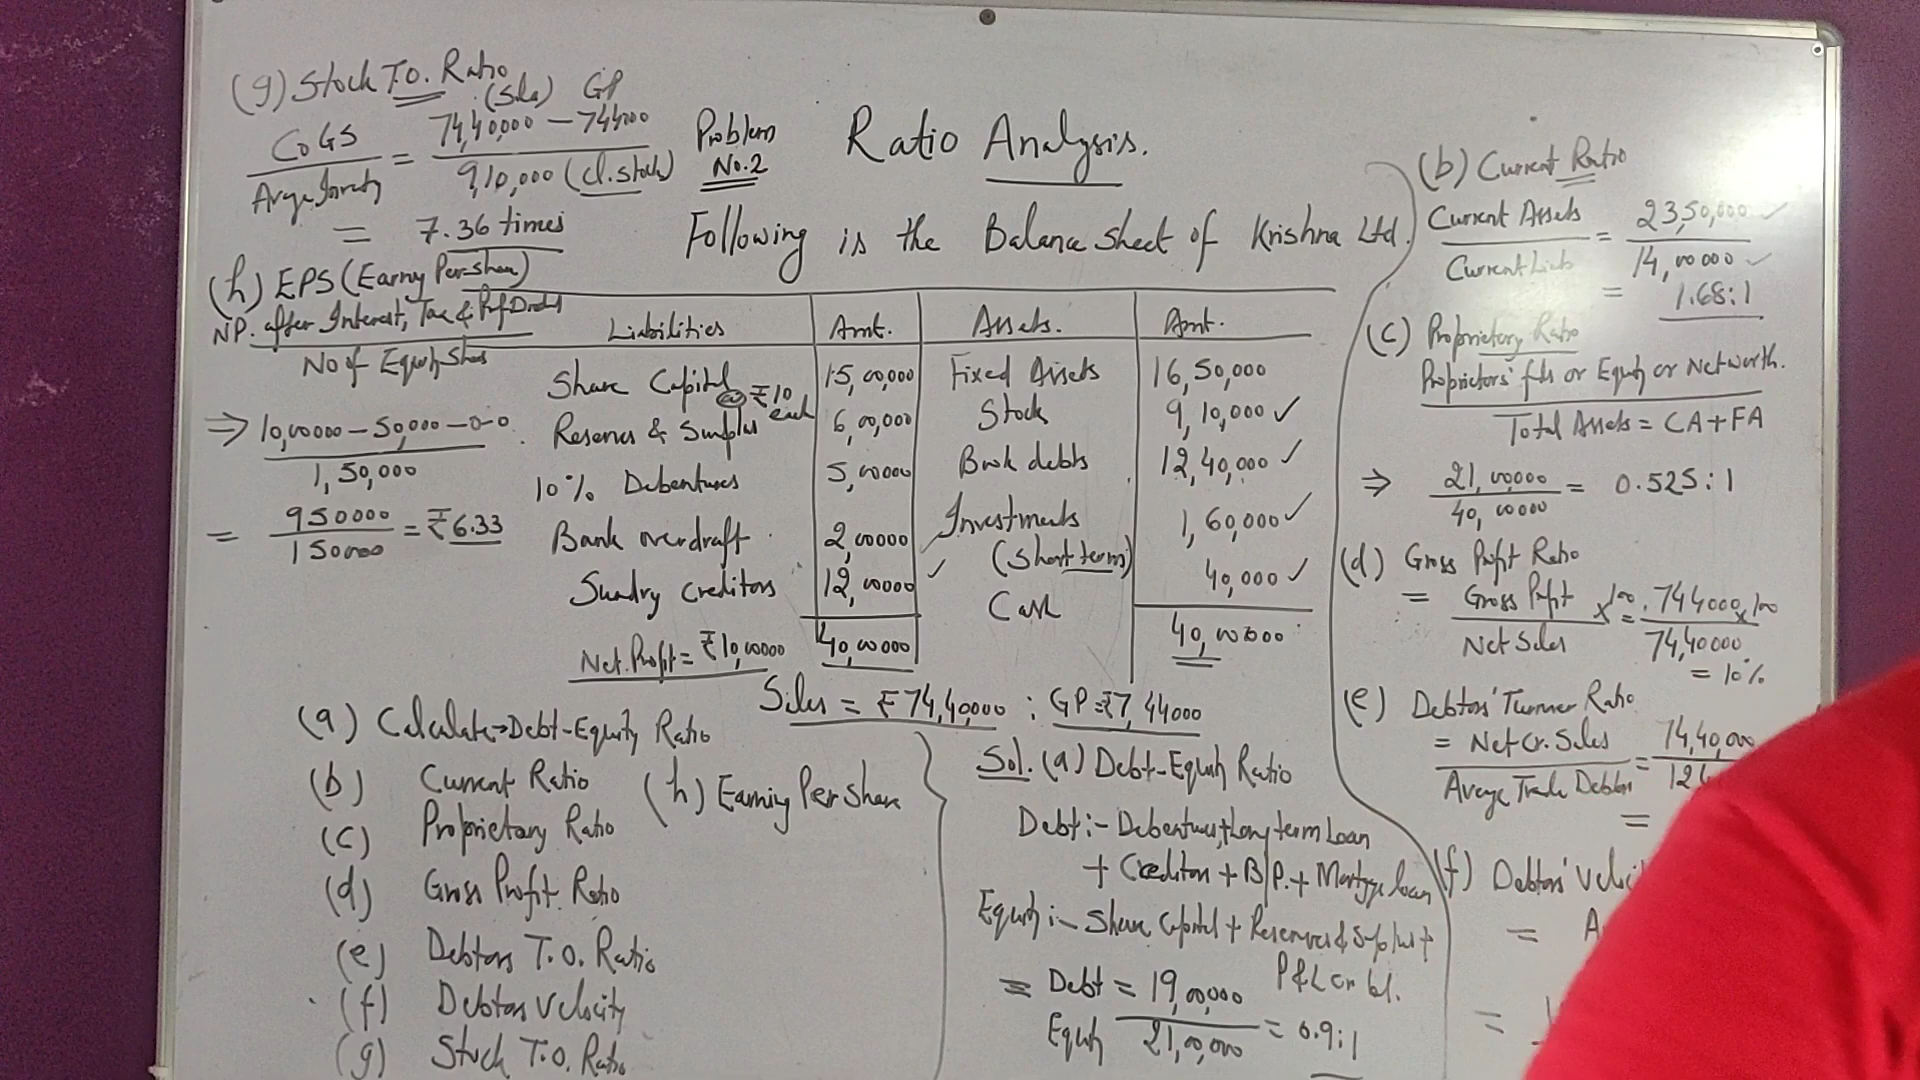 Ratio Analysis.
Problem
No.2
Following is the Balance Sheet of Krishna Ltd.
Liabilities Amt. Assets. Amt.
Share Capital @ ₹10 each 15,00,000 Fixed Assets 16,50,000
Reserves & Surplus 6,00,000 Stock 9,10,000 ✓
10% Debentures 5,00000 Book debts 12,40,000 ✓
Bank overdraft 2,00000 Investments (Short term) 1,60,000 ✓
Sundry Creditors 12,00000 ✓ Cash 40,000 ✓
40,00000 40,00000
Net. Profit = ₹10,00000
Sales = ₹74,40,000 ; GP = ₹7,44000
(a) Calculate → Debt-Equity Ratio
(b) Current Ratio
(c) Proprietary Ratio
(d) Gross Profit Ratio
(e) Debtors T.O. Ratio
(f) Debtors Velocity
(g) Stock T.O. Ratio
(h) Earning Per Share
Sol. (a) Debt-Equity Ratio
Debt:- Debentures + Long term Loan
+ Creditors + B/P. + Mortgage loan
Equity:- Share Capital + Reserves & Surplus +
P&L Cr bl.
= Debt = 19,00,000
Equity 21,00,000 = 0.9:1
(b) Current Ratio
Current Assets = 23,50,000 ✓
Current Liab 14,00000 ✓
= 1.68:1
(c) Proprietary Ratio
Proprietors' fds or Equity or Networth.
Total Assets = CA+FA
⇒ 21,00000 = 0.525:1
40,00000
(d) Gross Profit Ratio
= Gross Profit x100 = 744000x100
Net Sales 74,40000
= 10%
(e) Debtors' Turnover Ratio
= Net Cr. Sales = 74,40,000
Average Trade Debtors 124
=
(f) Debtors' Veloci
= A
=
(g) Stock T.O. Ratio
(Sales) GP
COGS = 74,40,000 - 744000
Avrge Invnty 9,10,000 (cl.stock)
= 7.36 times
(h) EPS (Earning Per share)
NP. after Interest, Tax & Pref Divdnd
No of Equity Shares
⇒ 10,00000 - 50,000 - 0-0
1,50,000
= 950000 = ₹6.33
150000